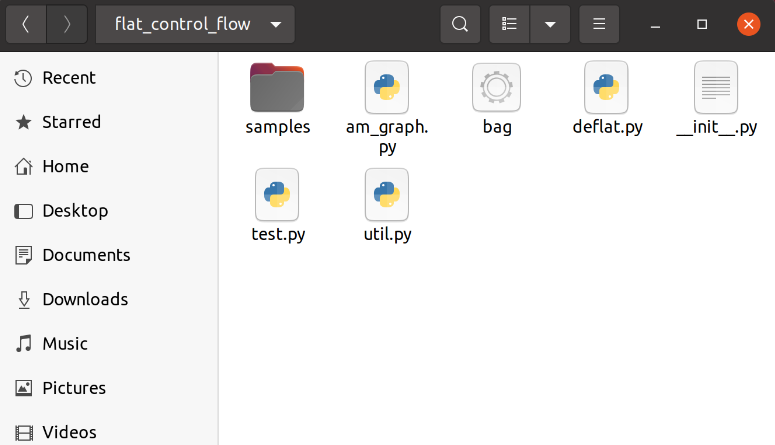 flat_control_flow
Recent
Starred
Home
Desktop
Documents
Downloads
Music
Pictures
Videos
samples
am_graph.
py
bag
deflat.py
__init__.py
test.py
util.py